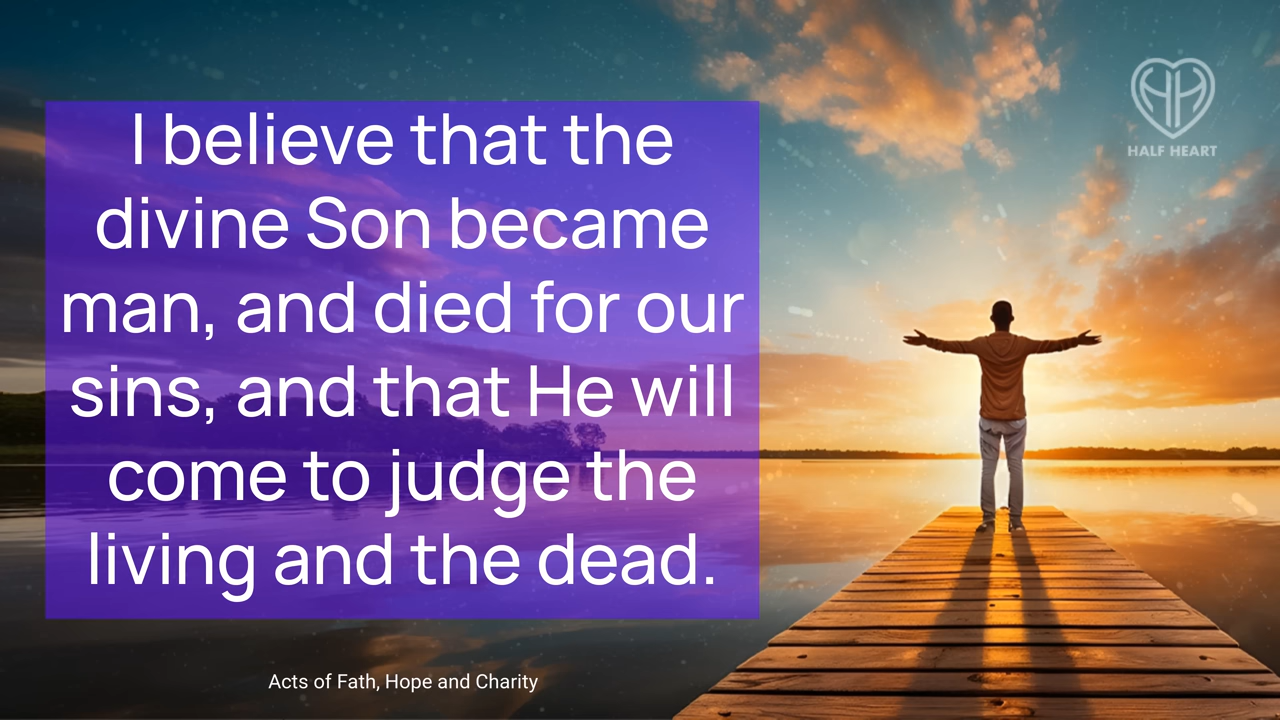 I believe that the
divine Son became
man, and died for our
sins, and that He will
come to judge the
living and the dead.
Acts of Fath, Hope and Charity
HALF HEART